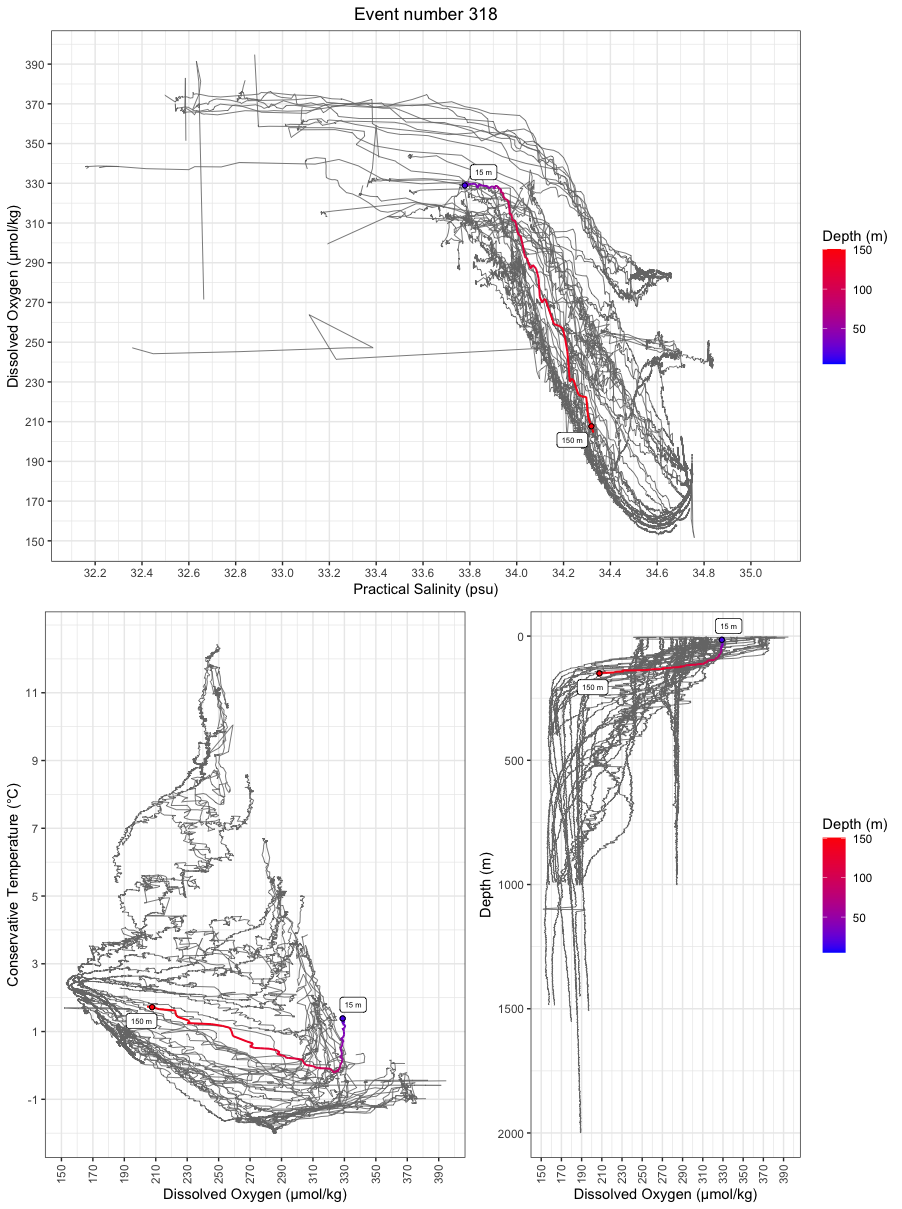 Event number 318
Dissolved Oxygen (μmol/kg)
390
370
350
330
310
290
270
250
230
210
190
170
150
15 m
150 m
32.2 32.4 32.6 32.8 33.0 33.2 33.4 33.6 33.8 34.0 34.2 34.4 34.6 34.8 35.0
Practical Salinity (psu)
Depth (m)
150
100
50
Conservative Temperature (°C)
11
9
7
5
3
1
-1
15 m
150 m
150 170 190 210 230 250 270 290 310 330 350 370 390
Dissolved Oxygen (μmol/kg)
Depth (m)
0
500
1000
1500
2000
15 m
150 m
150 170 190 210 230 250 270 290 310 330 350 370 390
Dissolved Oxygen (μmol/kg)
Depth (m)
150
100
50